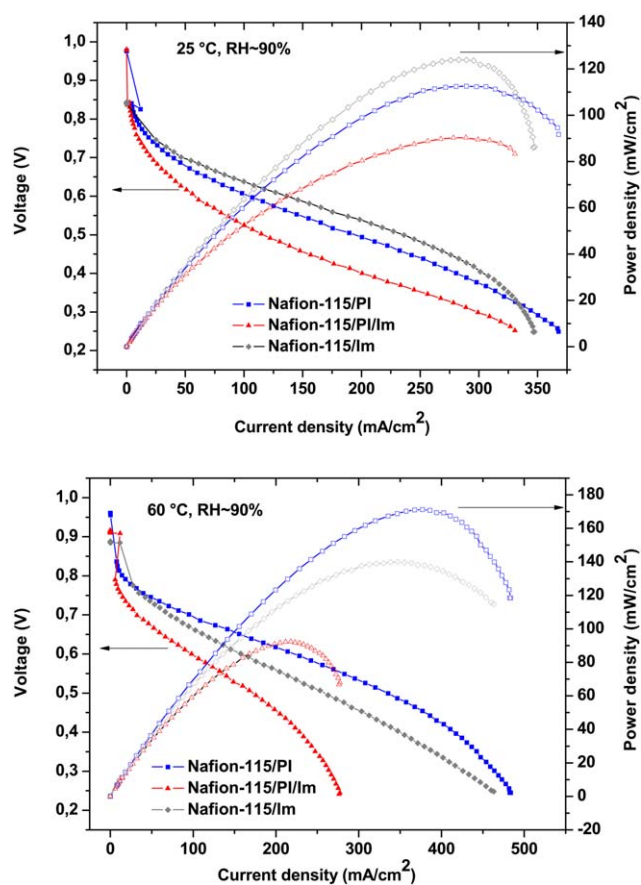 25 °C, RH~90%
1,0
0,9
0,8
0,7
0,6
0,5
0,4
0,3
0,2
Voltage (V)
140
120
100
80
60
40
20
0
Power density (mW/cm²)
Nafion-115/PI
Nafion-115/PI/Im
Nafion-115/Im
0 50 100 150 200 250 300 350
Current density (mA/cm²)
60 °C, RH~90%
1,0
0,9
0,8
0,7
0,6
0,5
0,4
0,3
0,2
Voltage (V)
180
160
140
120
100
80
60
40
20
0
-20
Power density (mW/cm²)
Nafion-115/PI
Nafion-115/PI/Im
Nafion-115/Im
0 50 100 150 200 250 300 350 400 450 500
Current density (mA/cm²)